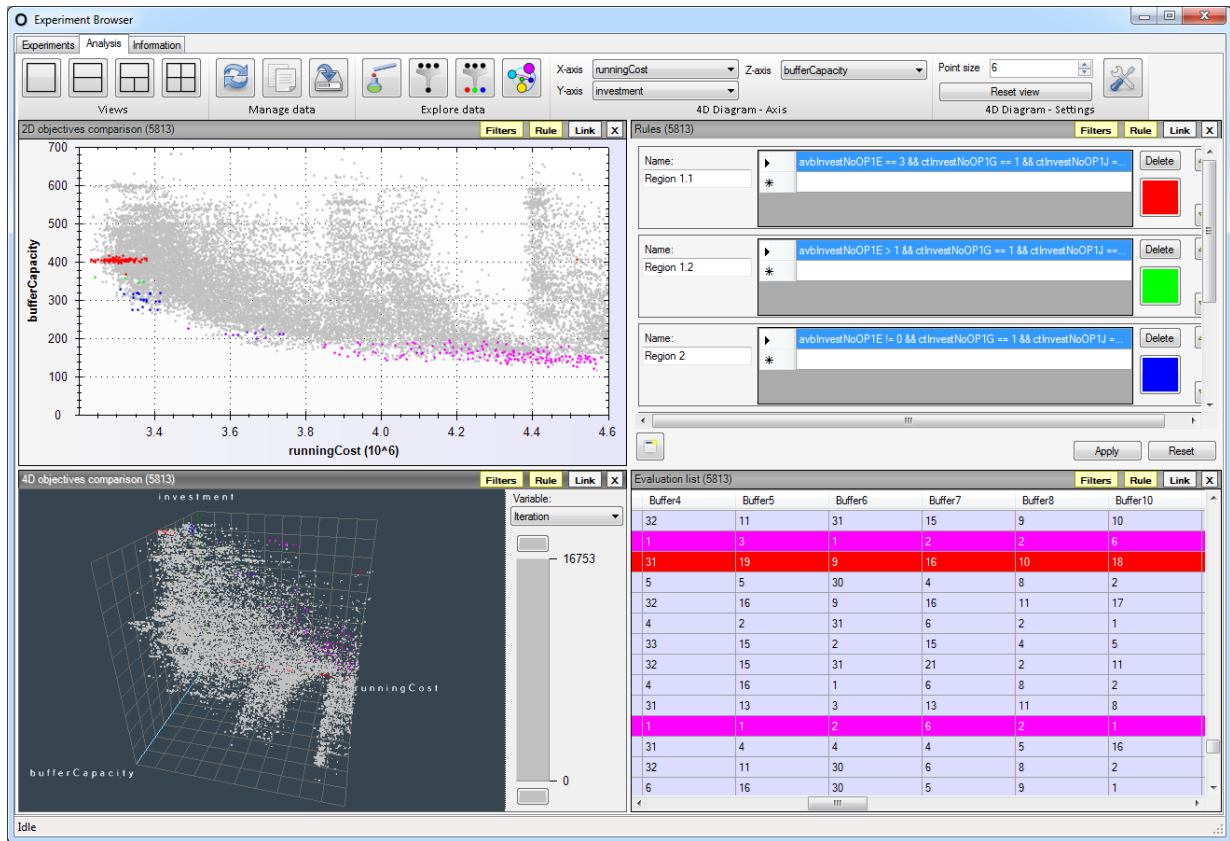 Experiment Browser
Experiments Analysis Information
X-axis runningCost Z-axis bufferCapacity Point size 6
Y-axis investment Reset view
Views Manage data Explore data 4D Diagram - Axis 4D Diagram - Settings
2D objectives comparison (5813) Filters Rule Link X
700
600
500
400
300
200
100
0
bufferCapacity
3.4 3.6 3.8 4.0 4.2 4.4 4.6
runningCost (10^6)
Rules (5813) Filters Rule Link X
Name: avbInvestNoOP1E == 3 && ctInvestNoOP1G == 1 && ctInvestNoOP1J =... Delete
Region 1.1
Name: avbInvestNoOP1E > 1 && ctInvestNoOP1G == 1 && ctInvestNoOP1J ==... Delete
Region 1.2
Name: avbInvestNoOP1E != 0 && ctInvestNoOP1G == 1 && ctInvestNoOP1J =... Delete
Region 2
Apply Reset
4D objectives comparison (5813) Filters Rule Link X
investment
runningCost
bufferCapacity
Variable:
Iteration
16753
0
Evaluation list (5813) Filters Rule Link X
Buffer4 Buffer5 Buffer6 Buffer7 Buffer8 Buffer10
32 11 31 15 9 10
1 3 1 2 2 6
31 19 9 16 10 18
5 5 30 4 8 2
32 16 9 16 11 17
4 2 31 6 2 1
33 15 2 15 4 5
32 15 31 21 2 11
4 16 1 6 8 2
31 13 3 13 11 8
1 1 2 6 2 1
31 4 4 4 5 16
32 11 30 6 8 2
6 16 30 5 9 1
Idle